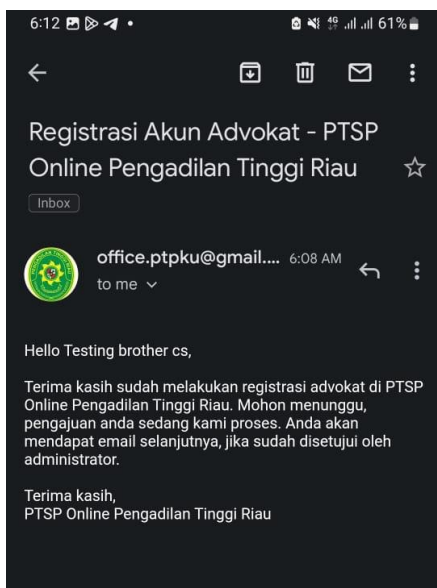 6:12
4G
61%
Registrasi Akun Advokat - PTSP
Online Pengadilan Tinggi Riau
Inbox
office.ptpku@gmail.... 6:08 AM
to me
Hello Testing brother cs,
Terima kasih sudah melakukan registrasi advokat di PTSP
Online Pengadilan Tinggi Riau. Mohon menunggu,
pengajuan anda sedang kami proses. Anda akan
mendapat email selanjutnya, jika sudah disetujui oleh
administrator.
Terima kasih,
PTSP Online Pengadilan Tinggi Riau